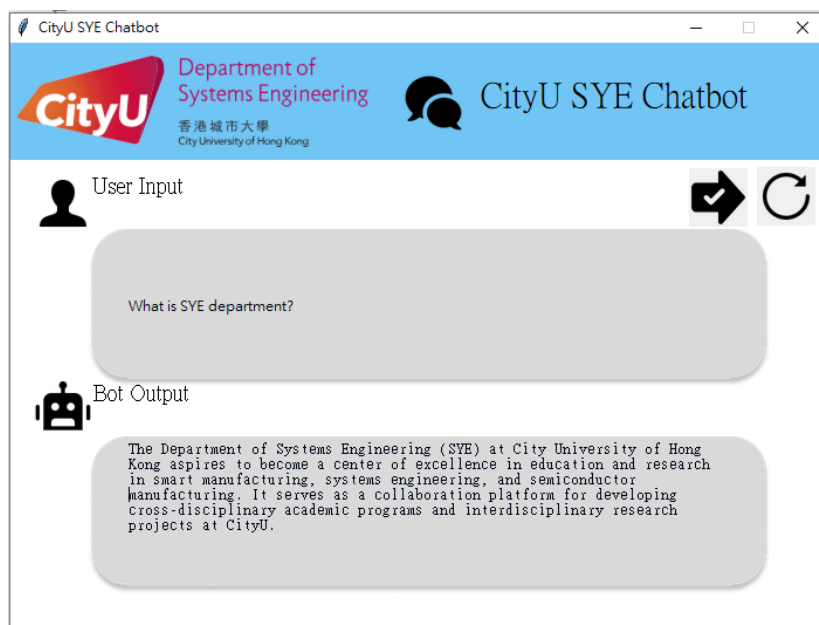 CityU SYE Chatbot
CityU
Department of
Systems Engineering
香港城市大學
City University of Hong Kong
CityU SYE Chatbot
User Input
What is SYE department?
Bot Output
The Department of Systems Engineering (SYE) at City University of Hong
Kong aspires to become a center of excellence in education and research
in smart manufacturing, systems engineering, and semiconductor
manufacturing. It serves as a collaboration platform for developing
cross-disciplinary academic programs and interdisciplinary research
projects at CityU.